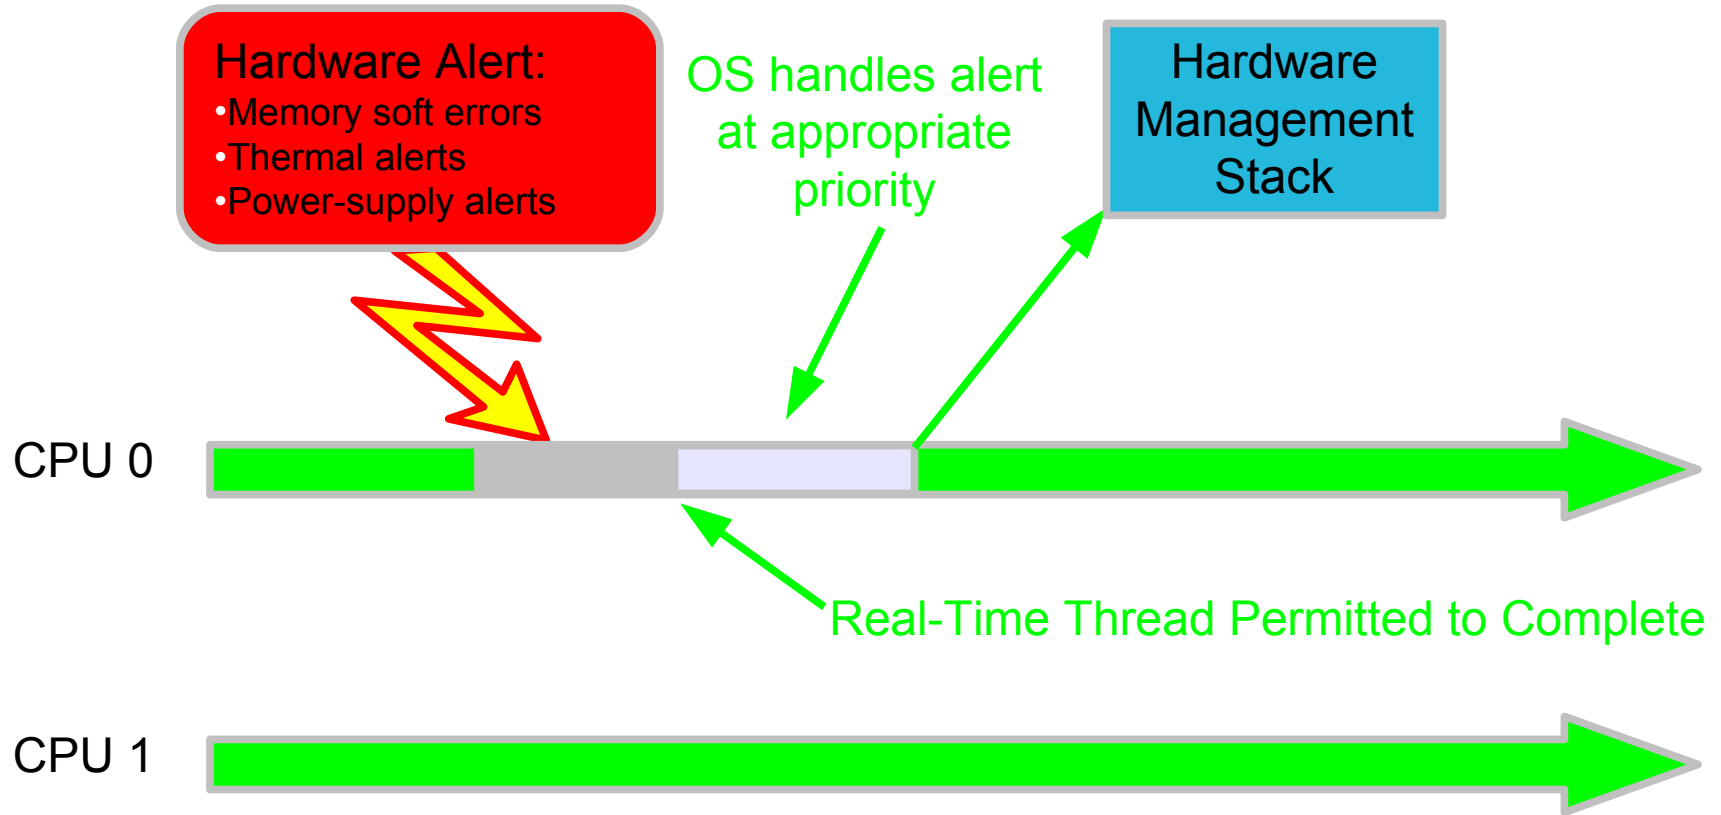 Hardware Alert:
•Memory soft errors
•Thermal alerts
•Power-supply alerts
OS handles alert
at appropriate
priority
Hardware
Management
Stack
CPU 0
Real-Time Thread Permitted to Complete
CPU 1